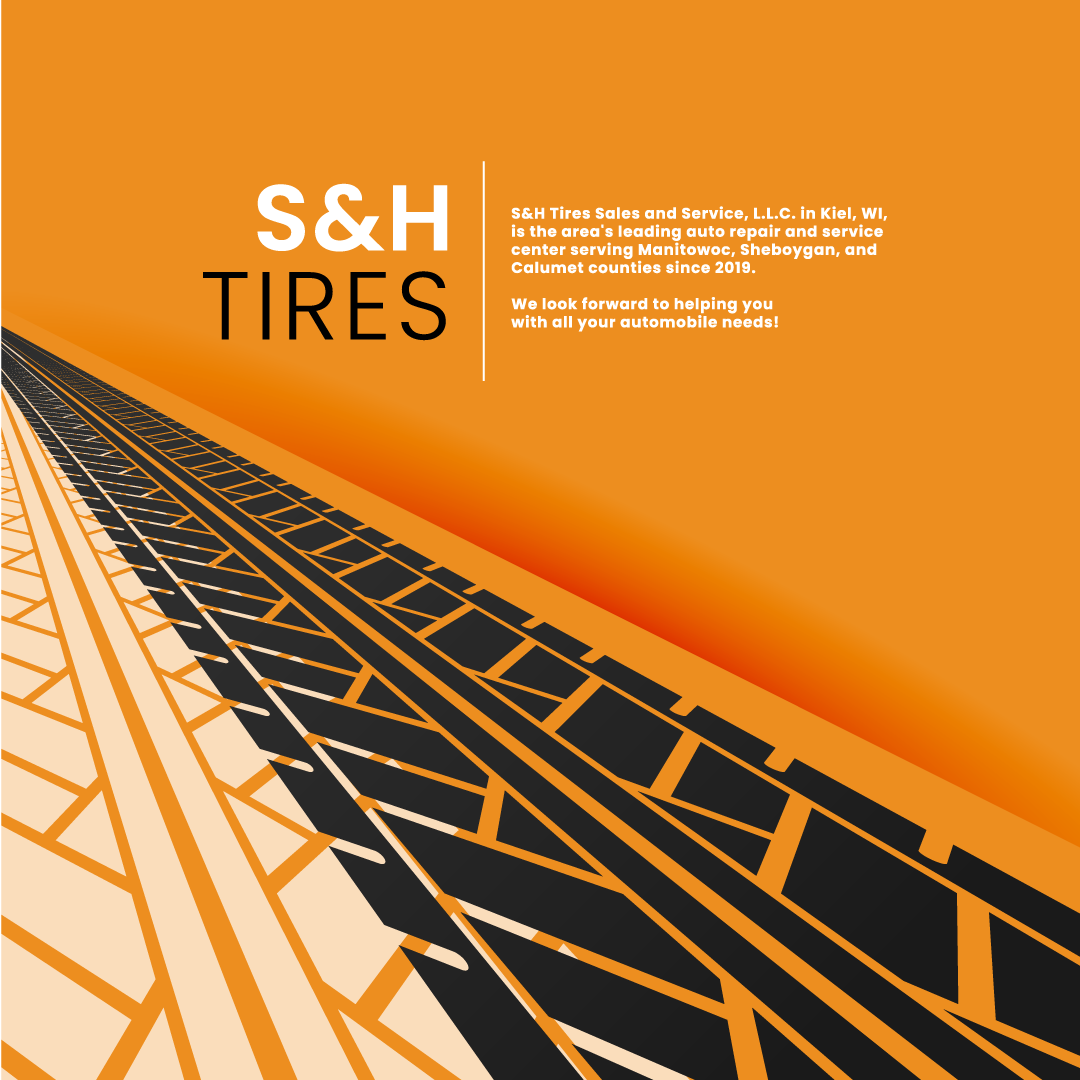 S&H
TIRES
S&H Tires Sales and Service, L.L.C. in Kiel, WI,
is the area's leading auto repair and service
center serving Manitowoc, Sheboygan, and
Calumet counties since 2019.
We look forward to helping you
with all your automobile needs!